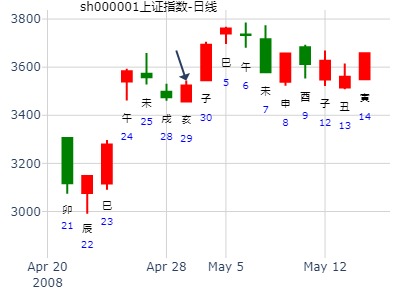 sh000001上证指数-日线
3800
3600
3400
3200
3000
卯
21
辰
22
巳
23
午
24
未
25
戌
28
亥
29
子
30
巳
5
午
6
未
7
申
8
酉
9
子
12
丑
13
寅
14
Apr 20
2008
Apr 28
May 5
May 12